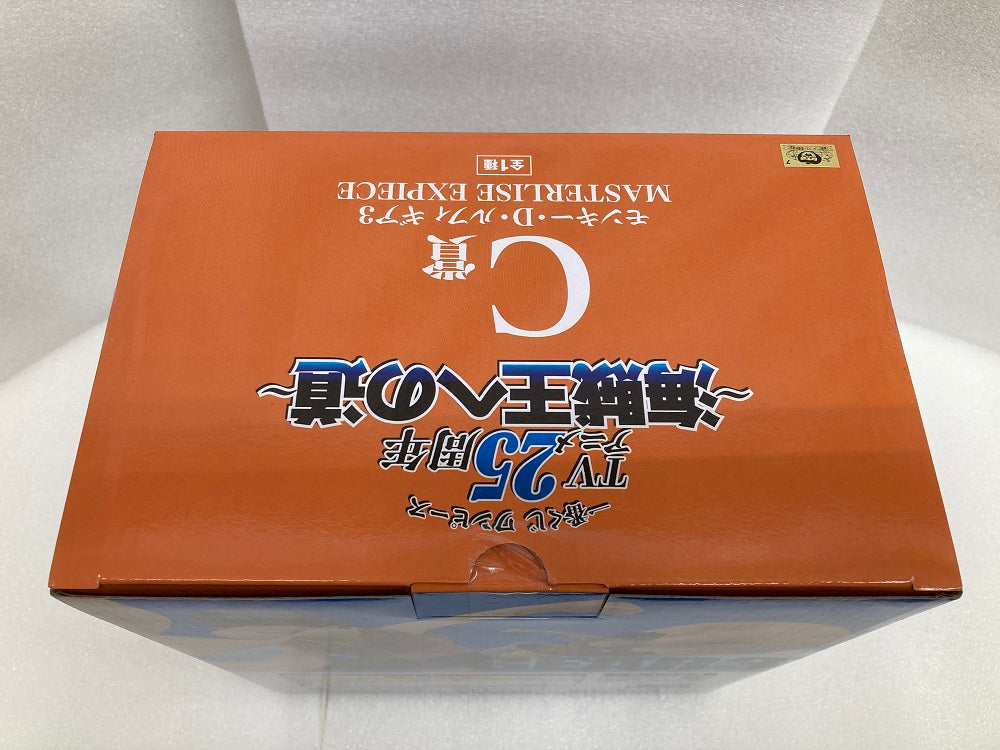 一番くじ ワンピース
TVアニメ25周年
～海賊王への道～
C賞
モンキー・D・ルフィ ギア3
MASTERLISE EXPIECE
全1種